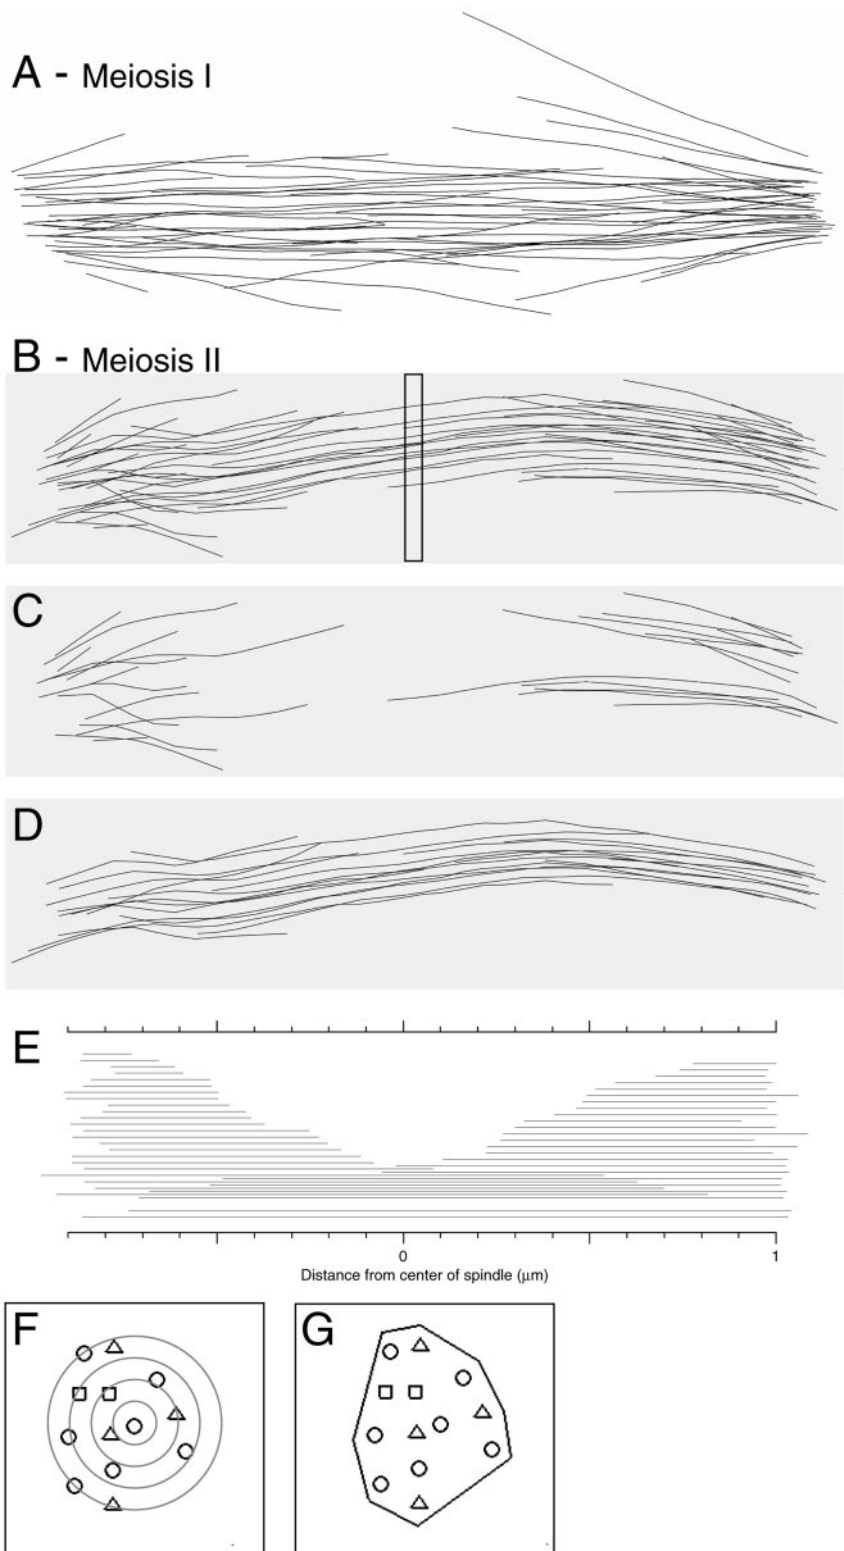 A - Meiosis I
B - Meiosis II
C
D
E
0 1
Distance from center of spindle (μm)
F G